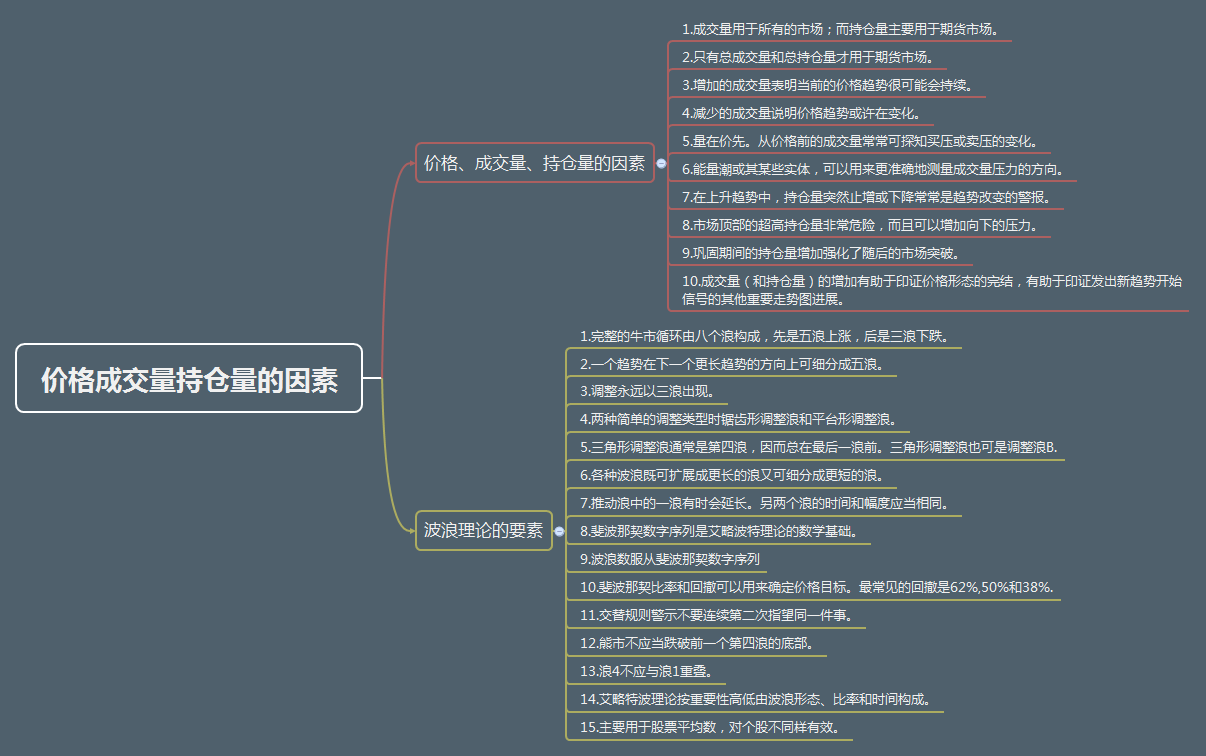 价格成交量持仓量的因素
价格、成交量、持仓量的因素
1.成交量用于所有的市场；而持仓量主要用于期货市场。
2.只有总成交量和总持仓量才用于期货市场。
3.增加的成交量表明当前的价格趋势很可能会持续。
4.减少的成交量说明价格趋势或许在变化。
5.量在价先。从价格前的成交量常常可探知买压或卖压的变化。
6.能量潮或其某些实体，可以用来更准确地测量成交量压力的方向。
7.在上升趋势中，持仓量突然止增或下降常常是趋势改变的警报。
8.市场顶部的超高持仓量非常危险，而且可以增加向下的压力。
9.巩固期间的持仓量增加强化了随后的市场突破。
10.成交量（和持仓量）的增加有助于印证价格形态的完结，有助于印证发出新趋势开始
信号的其他重要走势图进展。
波浪理论的要素
1.完整的牛市循环由八个浪构成，先是五浪上涨，后是三浪下跌。
2.一个趋势在下一个更长趋势的方向上可细分成五浪。
3.调整永远以三浪出现。
4.两种简单的调整类型时锯齿形调整浪和平台形调整浪。
5.三角形调整浪通常是第四浪，因而总在最后一浪前。三角形调整浪也可是调整浪B.
6.各种波浪既可扩展成更长的浪又可细分成更短的浪。
7.推动浪中的一浪有时会延长。另两个浪的时间和幅度应当相同。
8.斐波那契数字序列是艾略波特理论的数学基础。
9.波浪数服从斐波那契数字序列
10.斐波那契比率和回撤可以用来确定价格目标。最常见的回撤是62%,50%和38%.
11.交替规则警示不要连续第二次指望同一件事。
12.熊市不应当跌破前一个第四浪的底部。
13.浪4不应与浪1重叠。
14.艾略特波理论按重要性高低由波浪形态、比率和时间构成。
15.主要用于股票平均数，对个股不同样有效。